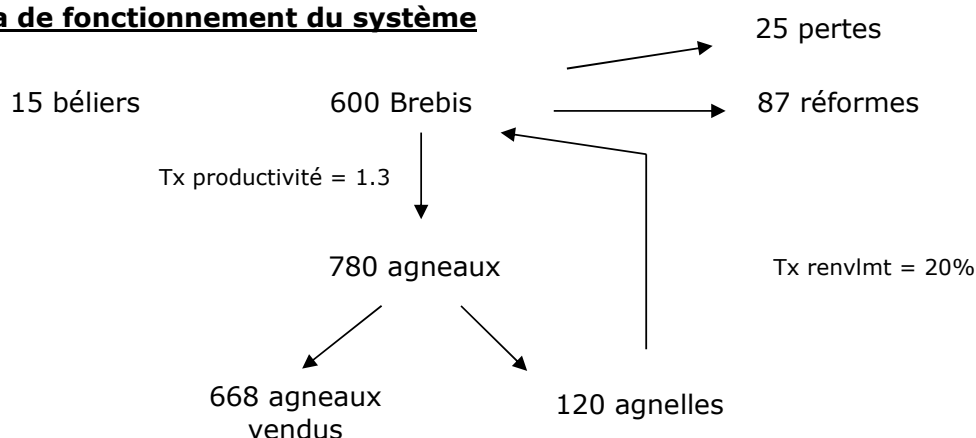 a de fonctionnement du système
25 pertes
15 béliers
600 Brebis
87 réformes
Tx productivité = 1.3
780 agneaux
Tx renvlmt = 20%
668 agneaux
vendus
120 agnelles